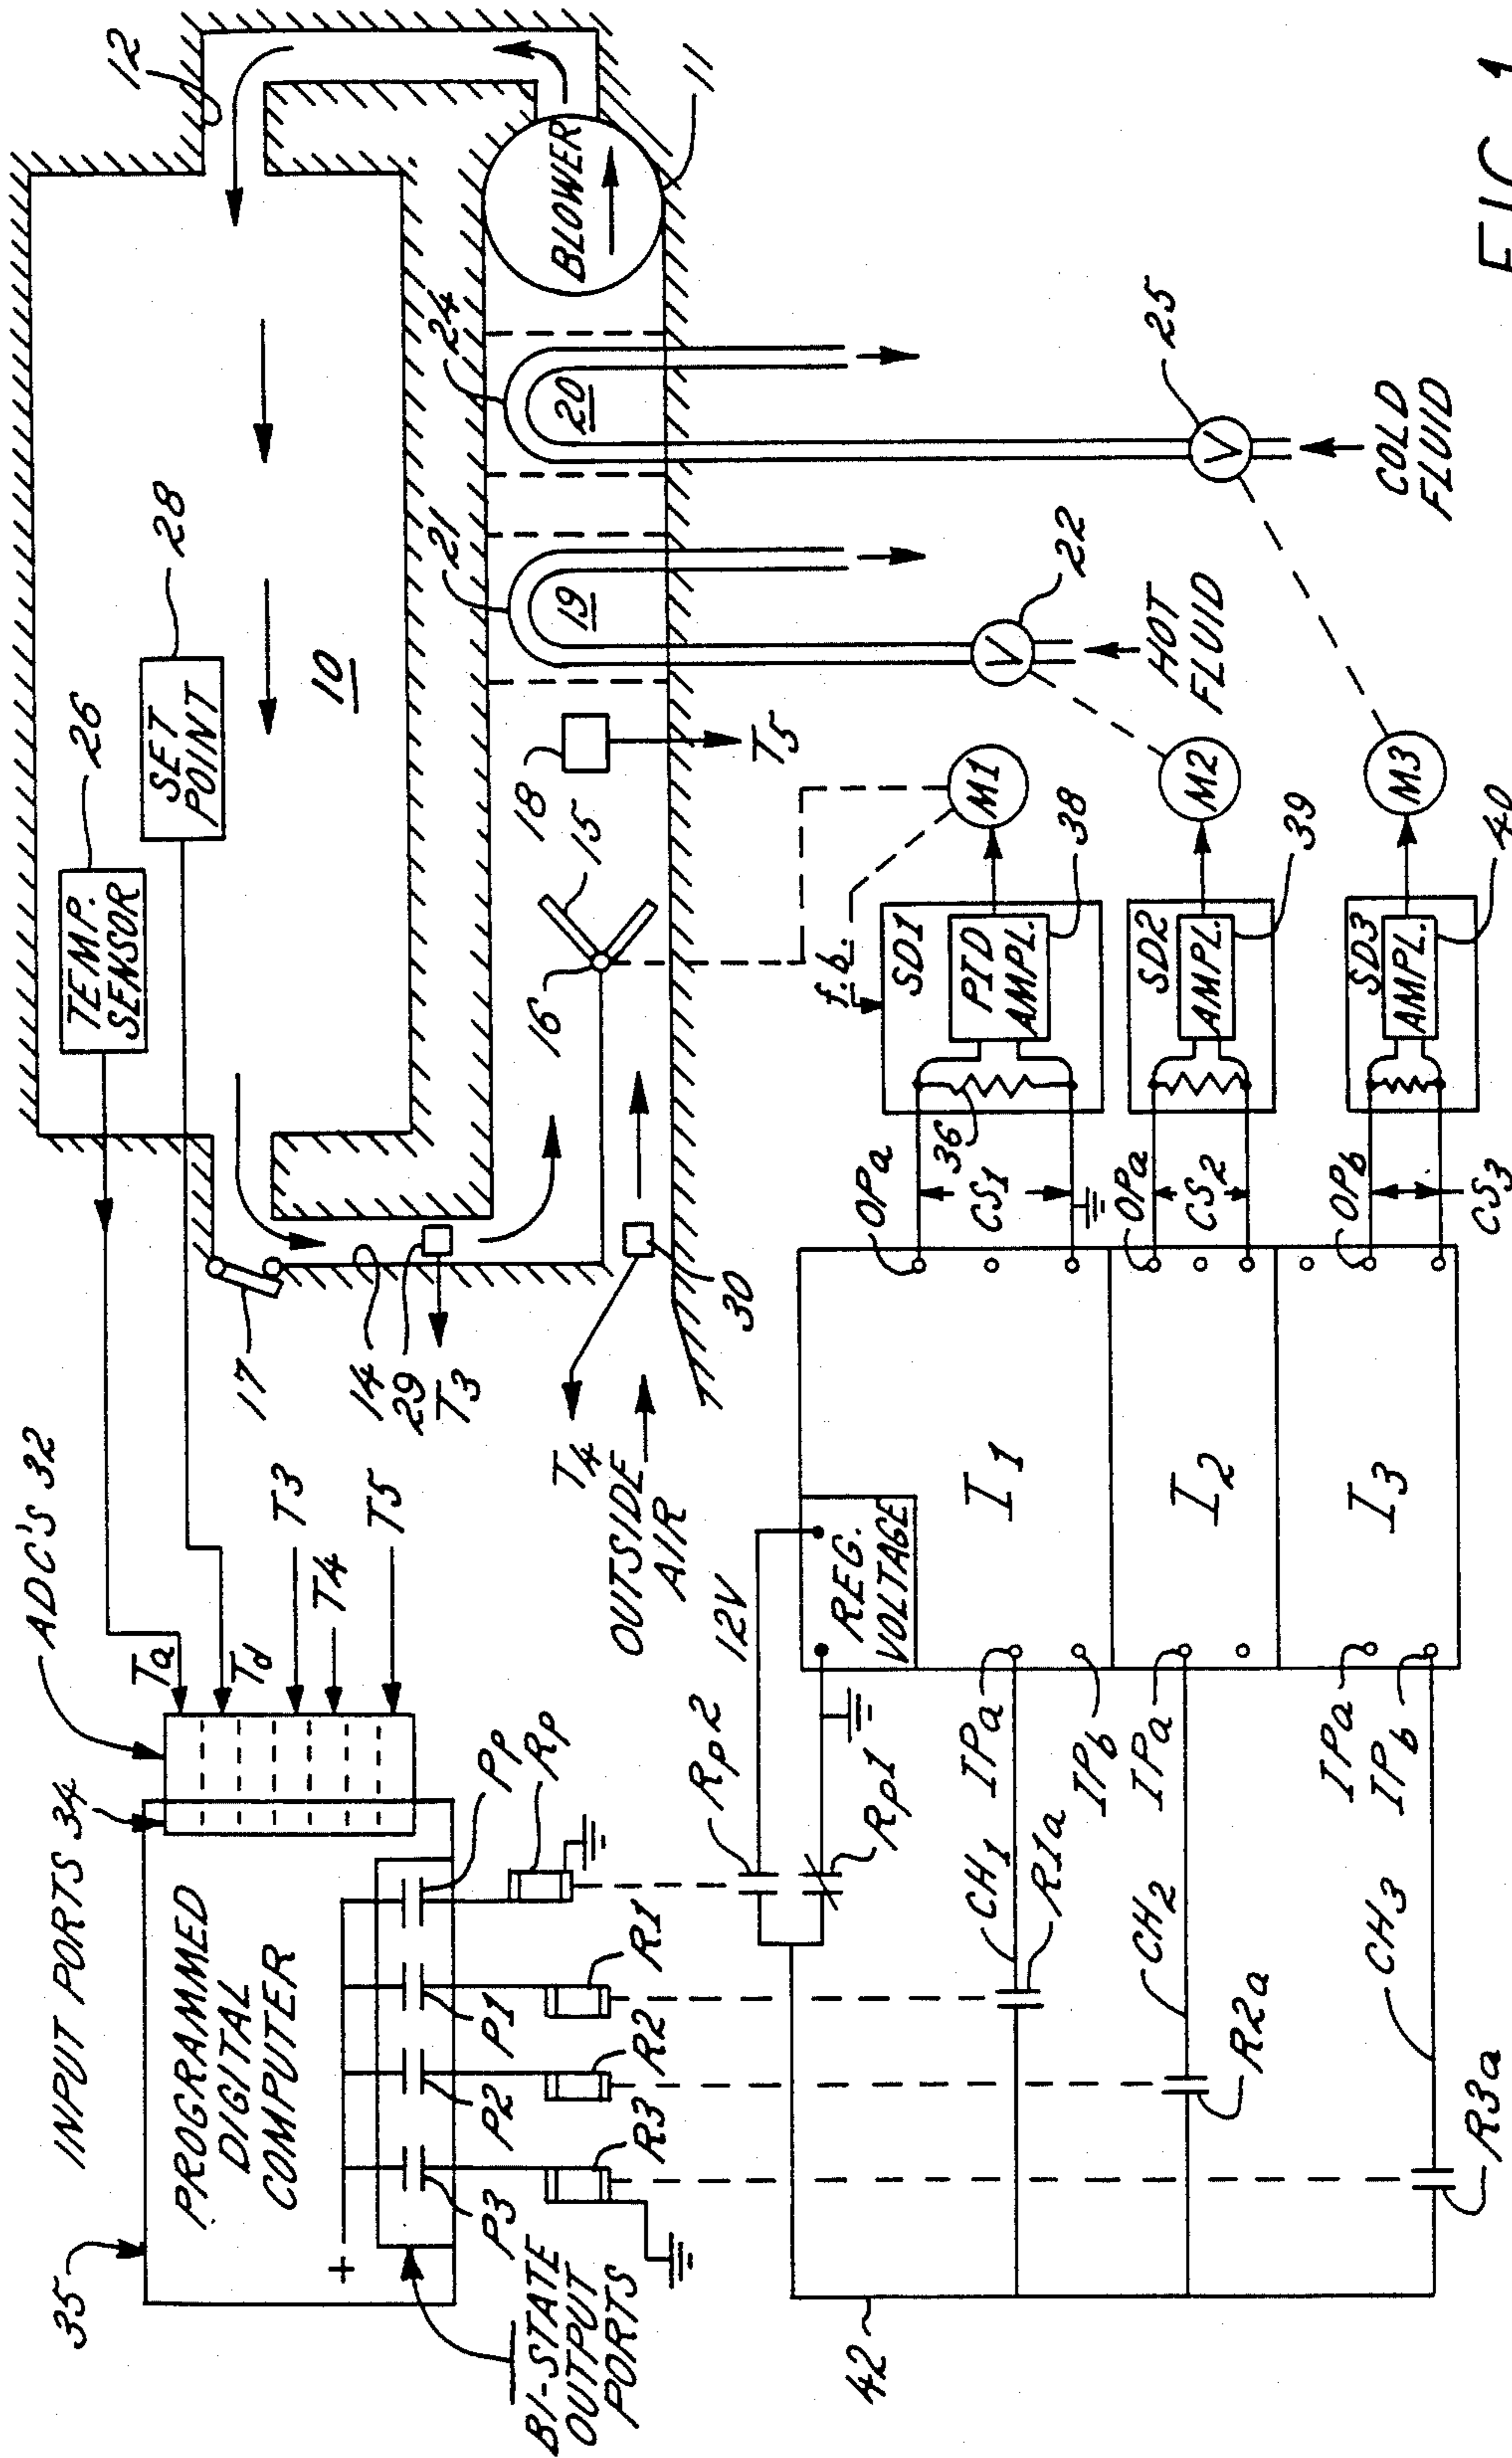 35
INPUT PORTS 34
ADC'S 32
PROGRAMMED
DIGITAL
COMPUTER
+
P3
P2
P1
Pp
Rp
R3
R2
R1
BI-STATE
OUTPUT
PORTS
Ta
Td
T3
T4
T5
TEMP.
SENSOR
26
SET
POINT
28
10
12
17
14
29
T3
T4
OUTSIDE
AIR
30
16
15
18
T5
21
19
24
20
BLOWER
11
22
HOT
FLUID
25
COLD
FLUID
42
Rp2
Rp1
12V
REG.
VOLTAGE
CH1
R1a
CH2
R2a
CH3
R3a
IPa
IPb
IPa
IPa
IPb
I1
I2
I3
OPa
CS1
36
OPa
CS2
OPb
CS3
f.b.
SD1
PID
AMPL.
38
M1
SD2
AMPL.
39
M2
SD3
AMPL.
40
M3
FIG. 1